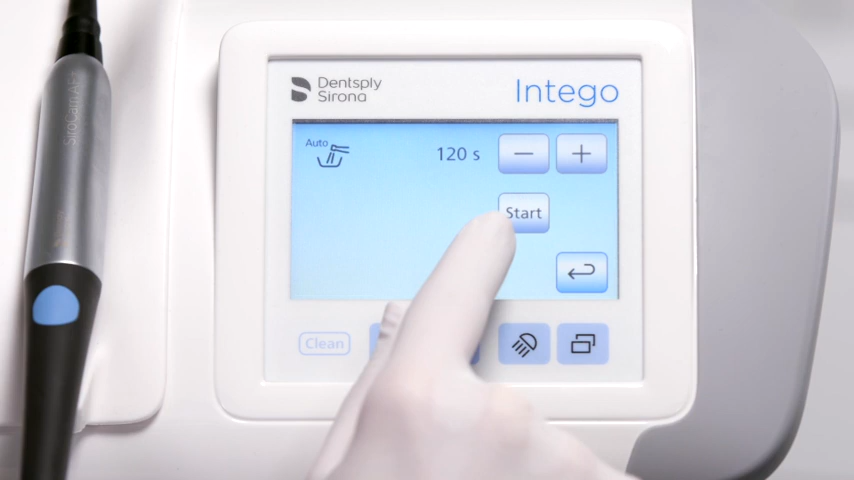 SiroCam AF+
Dentsply
Sirona
Intego
Auto
120 s
Start
Clean